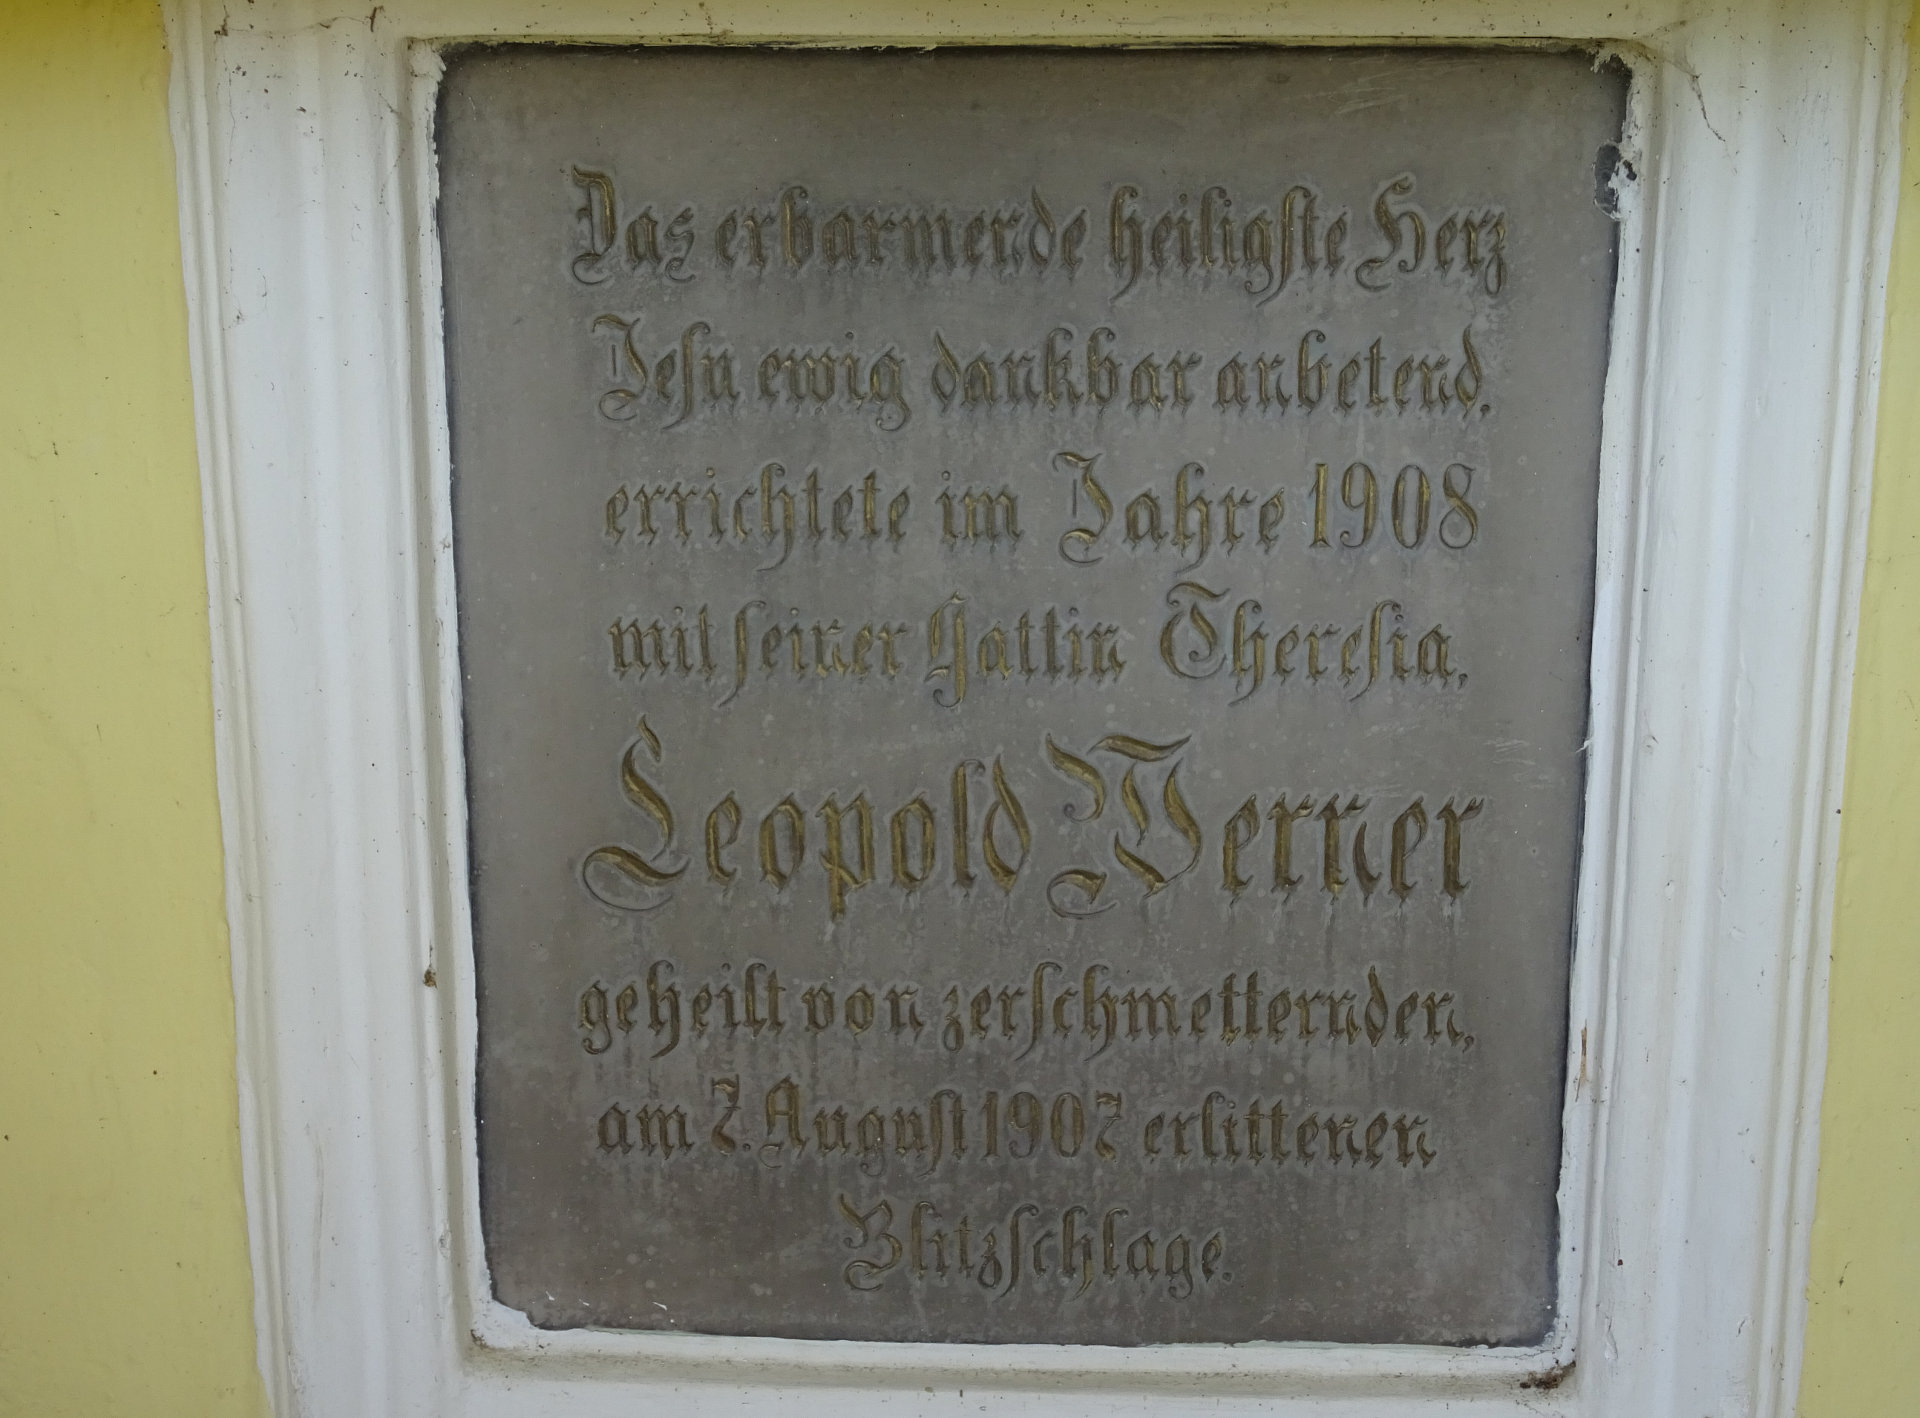 Das erbarmende heiligste Herz
Jesu ewig dankbar anbetend,
errichtete im Jahre 1908
mit seiner Gattin Theresia,
Leopold Werner
geheilt von zerschmetternden,
am 7. August 1907 erlittenen
Blitzschlage.